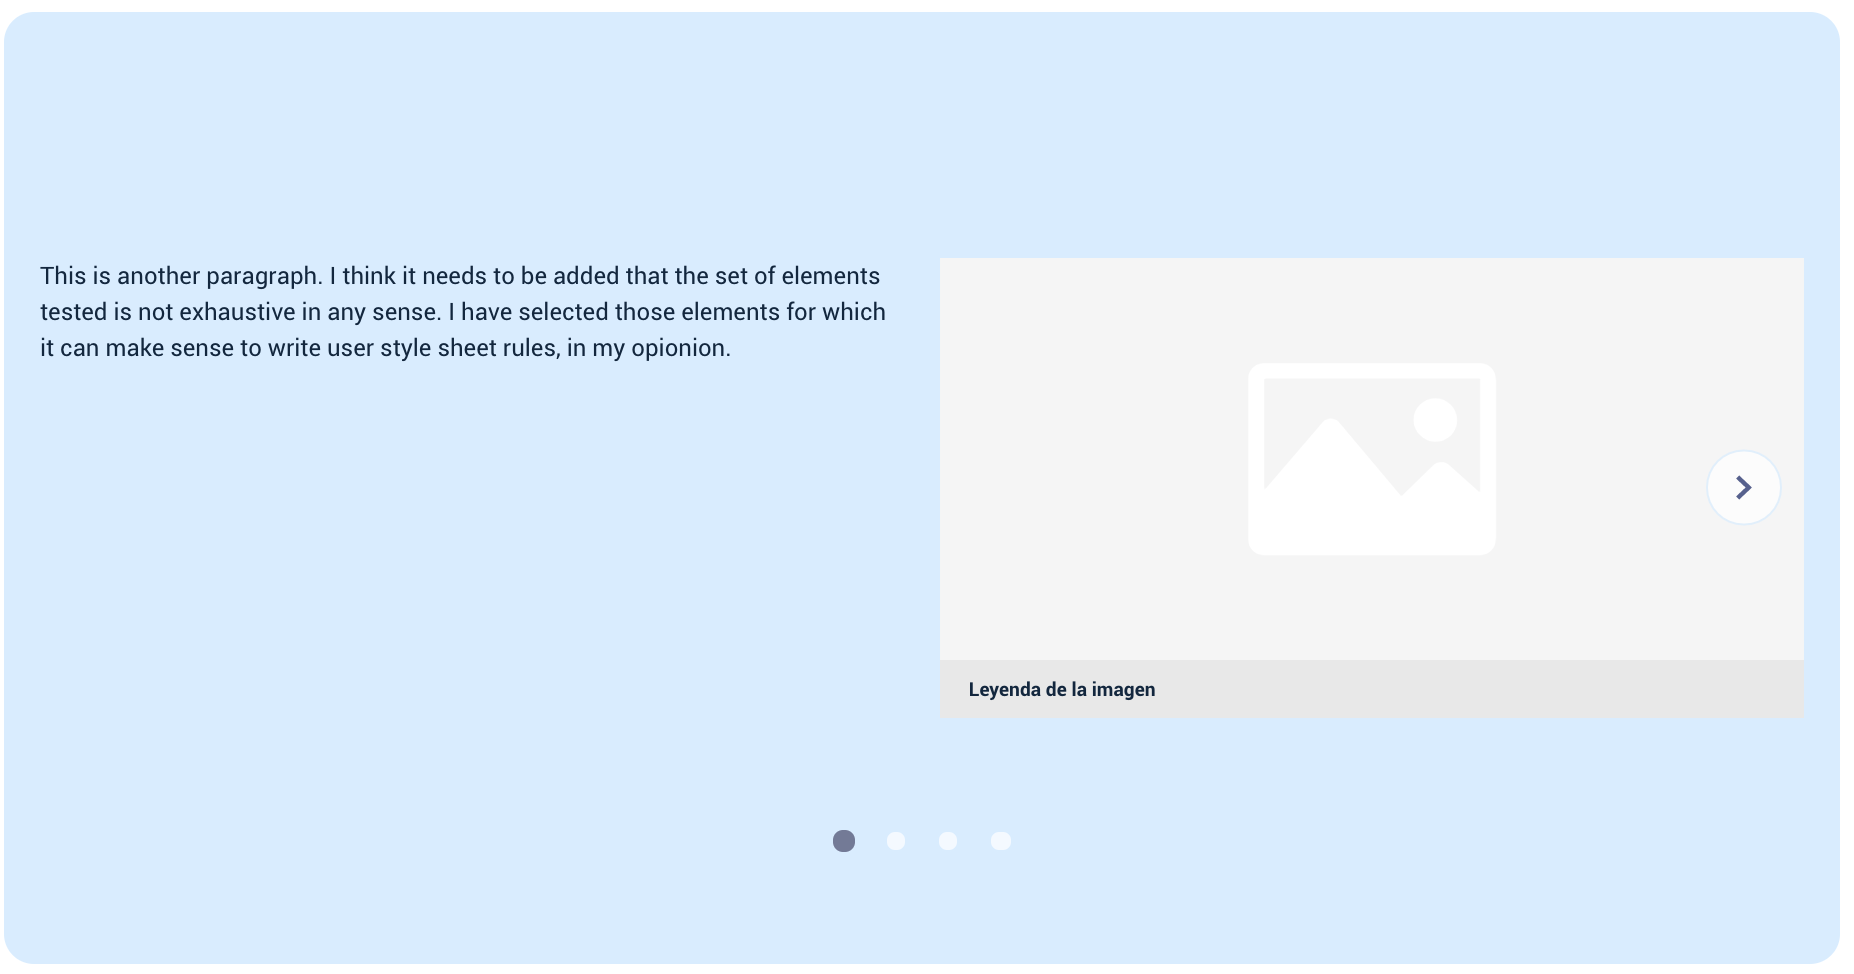 This is another paragraph. I think it needs to be added that the set of elements
tested is not exhaustive in any sense. I have selected those elements for which
it can make sense to write user style sheet rules, in my opionion.
Leyenda de la imagen